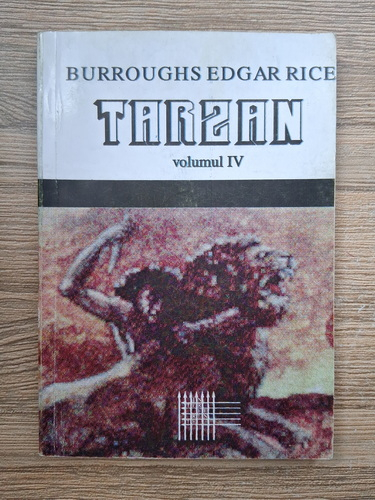 BURROUGHS EDGAR RICE
TARZAN
volumul IV